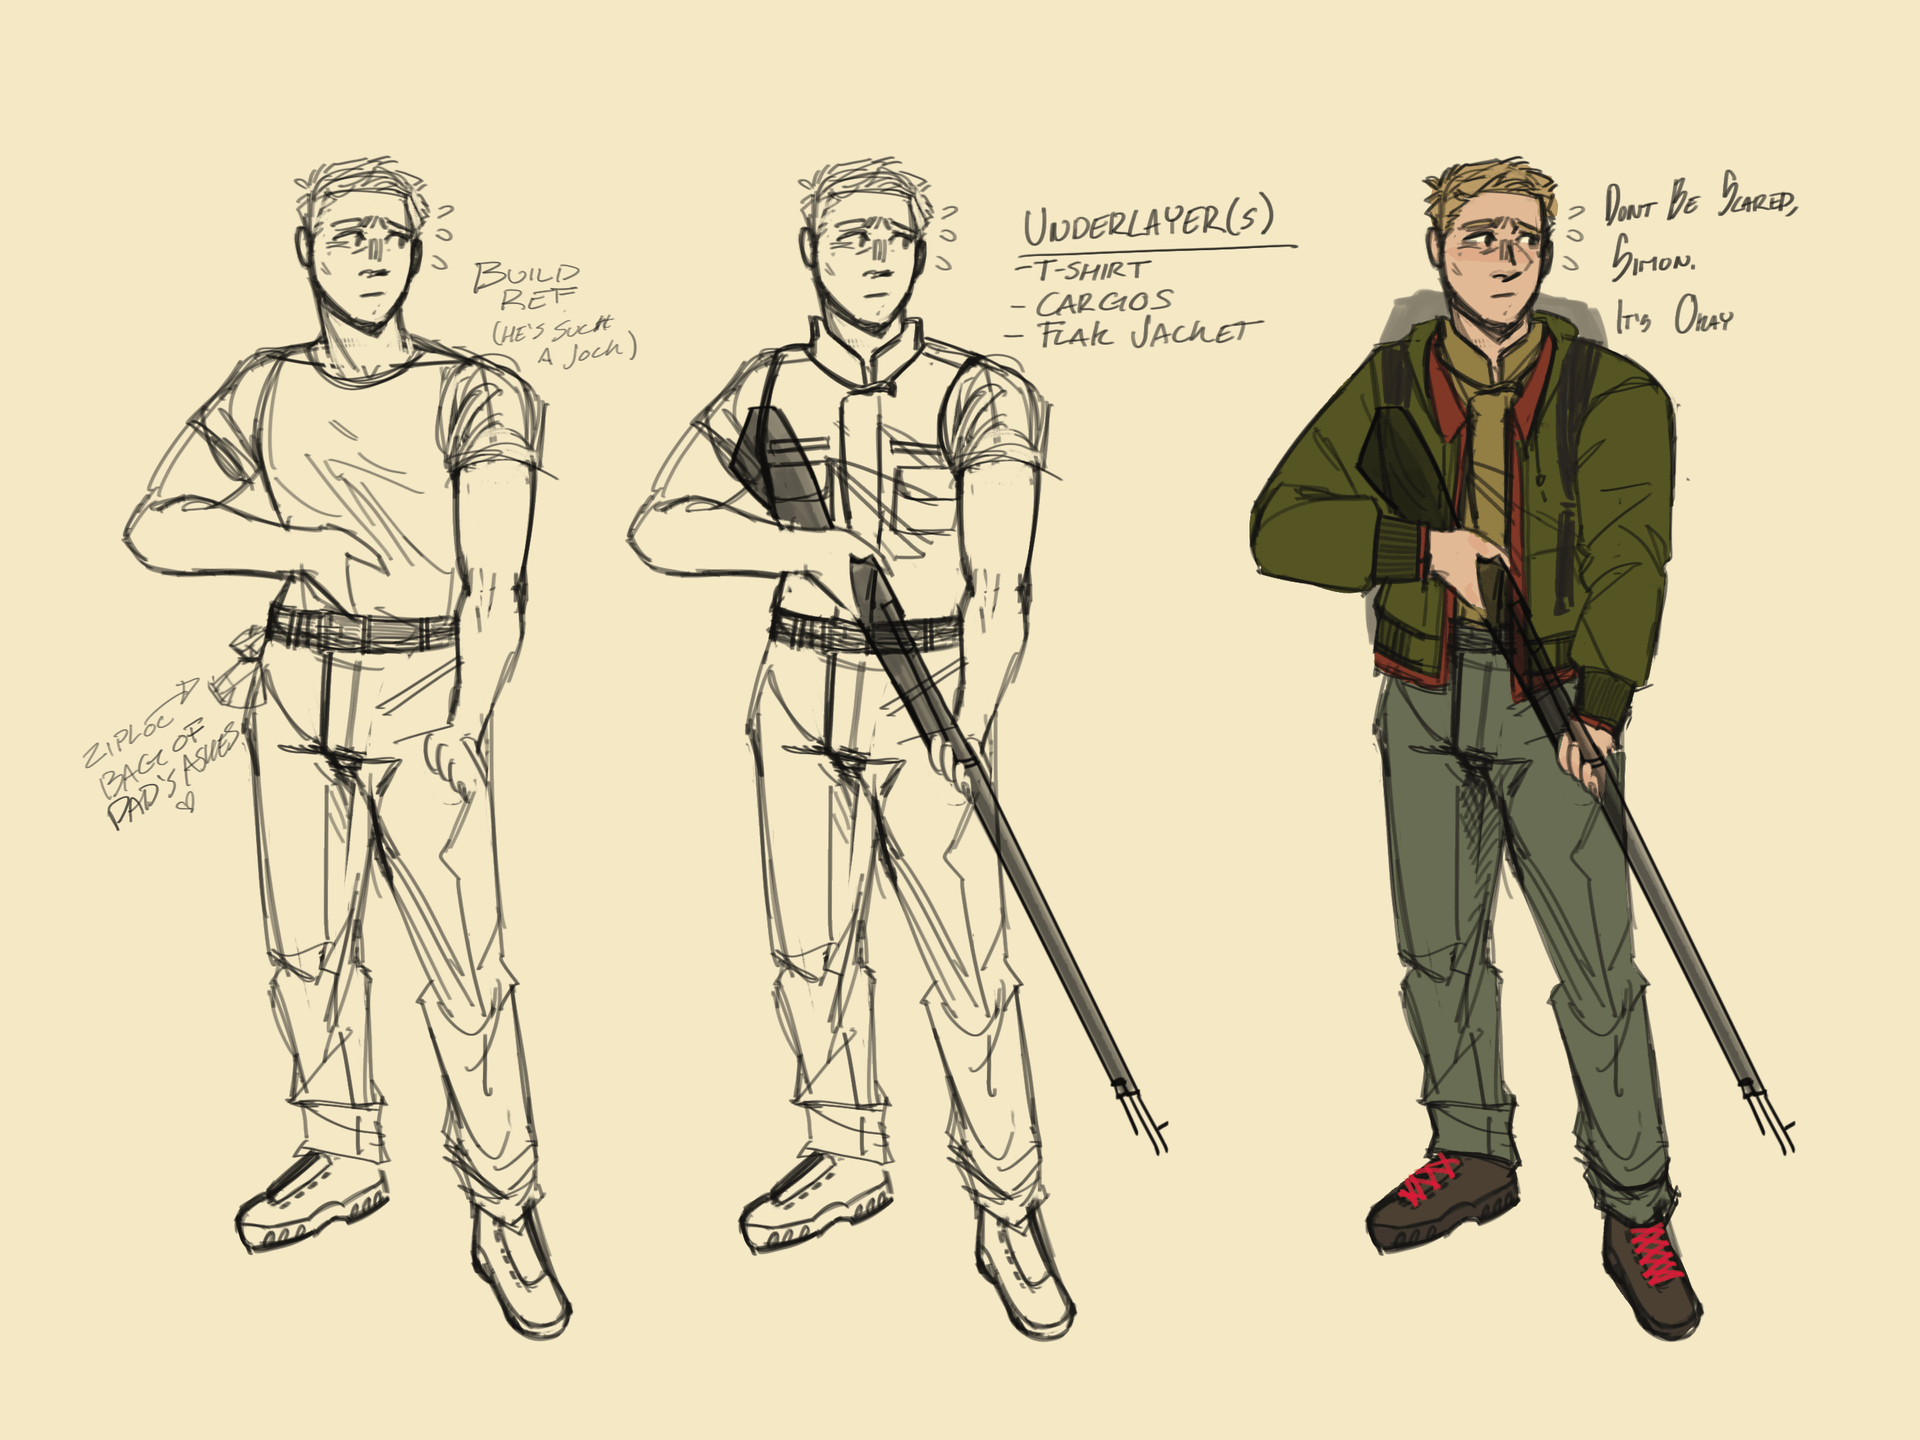 BUILD
REF.
(HE'S SUCH
A JOCK)
ZIPLOC
BAGE OF
DAD'S ASHES
UNDERLAYER(S)
- T-SHIRT
- CARGOS
- FLAK JACKET
DONT BE SCARED,
SIMON.
IT'S OKAY